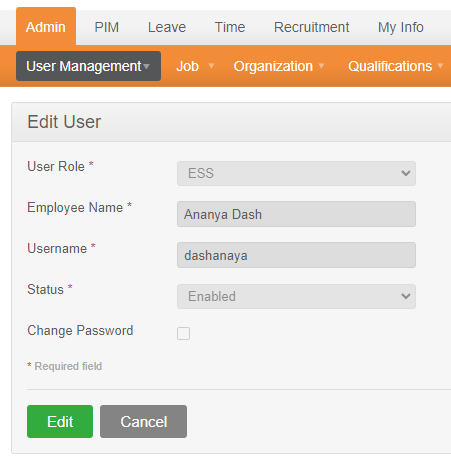 Admin PIM Leave Time Recruitment My Info
User Management Job Organization Qualifications
Edit User
User Role * ESS
Employee Name * Ananya Dash
Username * dashanaya
Status * Enabled
Change Password
* Required field
Edit Cancel